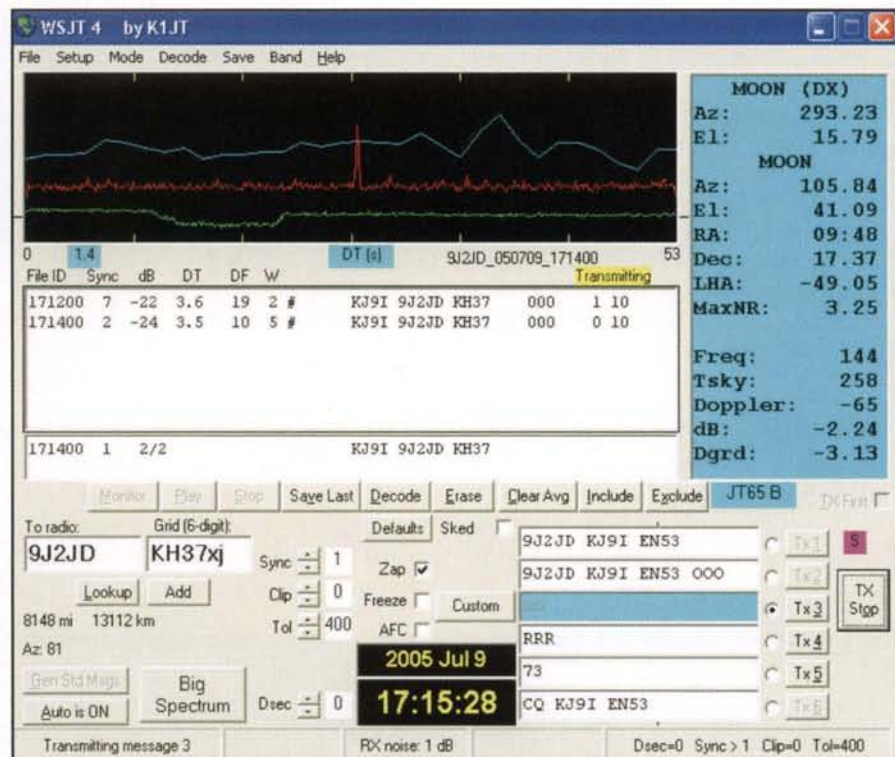 WSJT 4 by K1JT
File Setup Mode Decode Save Band Help
MOON (DX)
Az: 293.23
El: 15.79
MOON
Az: 105.84
El: 41.09
RA: 09:48
Dec: 17.37
LHA: -49.05
MaxNR: 3.25
Freq: 144
Tsky: 258
Doppler: -65
dB: -2.24
Dgrd: -3.13
0 1.4 DT (s) 9J2JD_050709_171400 53
File ID Sync dB DT DF W Transmitting
171200 7 -22 3.6 19 2 # KJ9I 9J2JD KH37 OOO 1 10
171400 2 -24 3.5 10 5 # KJ9I 9J2JD KH37 OOO 0 10
171400 1 2/2 KJ9I 9J2JD KH37
Monitor Play Stop Save Last Decode Erase Clear Avg Include Exclude JT65 B TX First
To radio: Grid (6-digit):
9J2JD KH37xj
Lookup Add
8148 mi 13112 km
Az: 81
Gen Std Msgs
Auto is ON
Big Spectrum
Sync 1
Clip 0
Tol 400
Dsec 0
Defaults Sked
Zap
Freeze
AFC
Custom
2005 Jul 9
17:15:28
9J2JD KJ9I EN53 Tx1 S
9J2JD KJ9I EN53 OOO Tx2
Tx3
RRR Tx4
73 Tx5
CQ KJ9I EN53 Tx6
TX Stop
Transmitting message 3 RX noise: 1 dB Dsec=0 Sync > 1 Clip=0 Tol=400